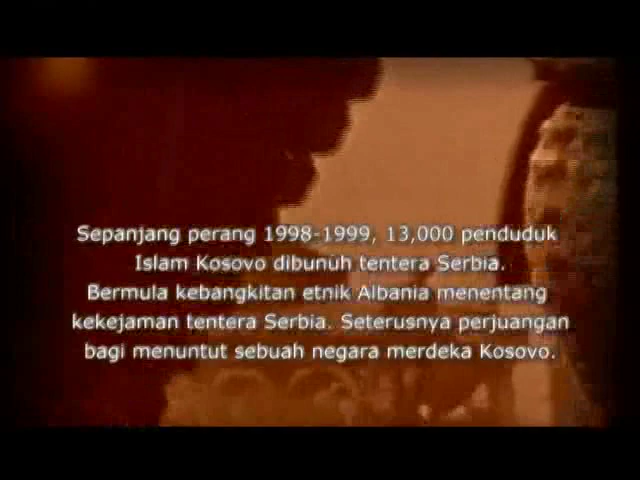 Sepanjang perang 1998-1999, 13,000 penduduk
Islam Kosovo dibunuh tentera Serbia.
Bermula kebangkitan etnik Albania menentang
kekejaman tentera Serbia. Seterusnya perjuangan
bagi menuntut sebuah negara merdeka Kosovo.